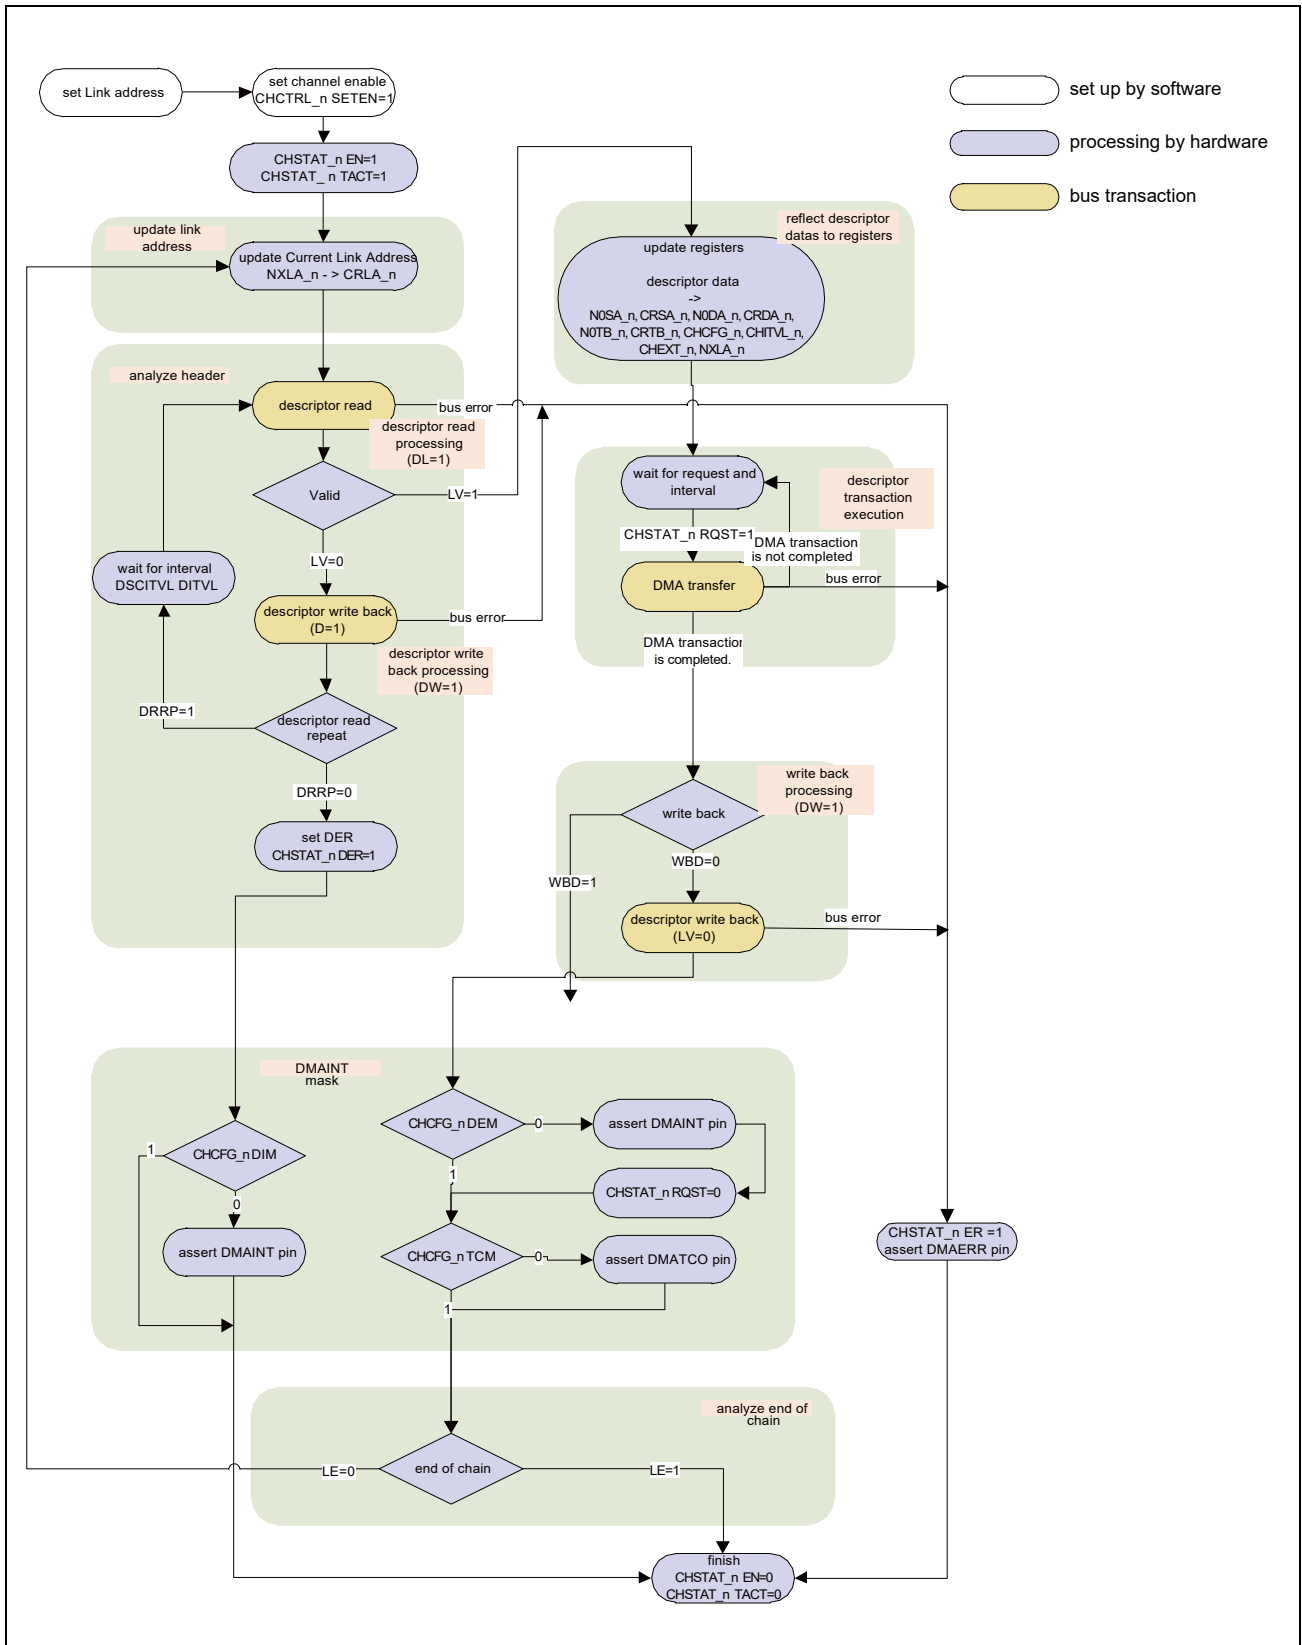 set Link address
set channel enable
CHCTRL_n SETEN=1
set up by software
processing by hardware
bus transaction
CHSTAT_n EN=1
CHSTAT_ n TACT=1
update link
address
update Current Link Address
NXLA_n - > CRLA_n
reflect descriptor
datas to registers
update registers
descriptor data
->
N0SA_n, CRSA_n, N0DA_n, CRDA_n,
N0TB_n, CRTB_n, CHCFG_n, CHITVL_n,
CHEXT_n, NXLA_n
analyze header
descriptor read
bus error
descriptor read
processing
(DL=1)
Valid
LV=1
LV=0
wait for interval
DSCITVL DITVL
descriptor write back
(D=1)
bus error
descriptor write
back processing
(DW=1)
DRRP=1
descriptor read
repeat
DRRP=0
set DER
CHSTAT_n DER=1
wait for request and
interval
descriptor
transaction
execution
CHSTAT_n RQST=1
DMA transaction
is not completed
DMA transfer
bus error
DMA transaction
is completed.
write back
processing
(DW=1)
write back
WBD=0
WBD=1
descriptor write back
(LV=0)
bus error
DMAINT
mask
CHCFG_n DEM
0
assert DMAINT pin
1
CHCFG_n DIM
1
0
assert DMAINT pin
CHSTAT_n RQST=0
CHCFG_n TCM
0
assert DMATCO pin
1
CHSTAT_n ER =1
assert DMAERR pin
analyze end of
chain
end of chain
LE=0
LE=1
finish
CHSTAT_n EN=0
CHSTAT_n TACT=0